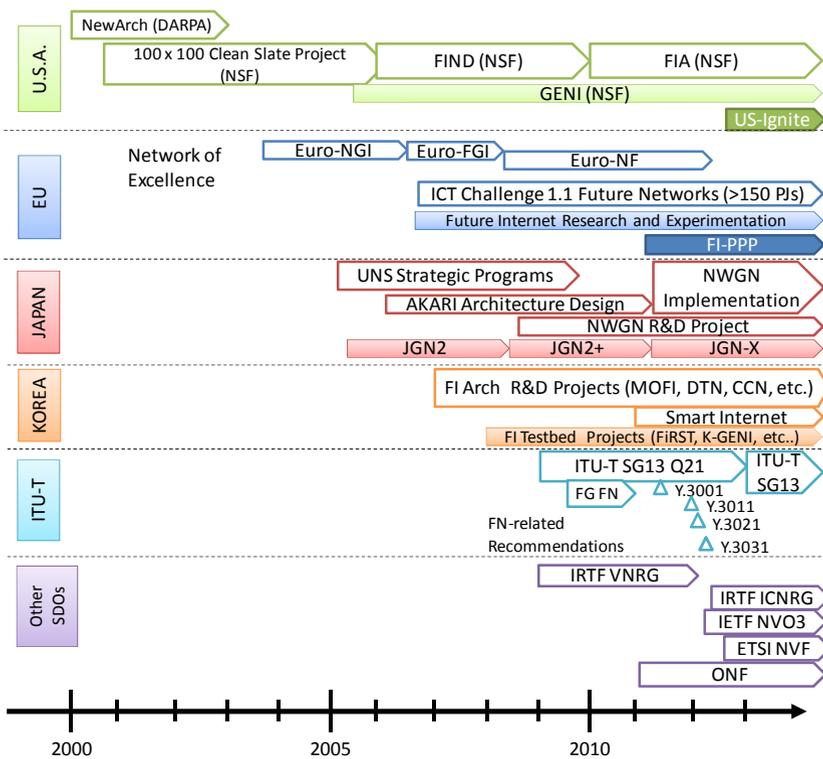 U.S.A.
NewArch (DARPA)
100 x 100 Clean Slate Project
(NSF)
FIND (NSF)
FIA (NSF)
GENI (NSF)
US-Ignite
EU
Network of
Excellence
Euro-NGI
Euro-FGI
Euro-NF
ICT Challenge 1.1 Future Networks (>150 PJs)
Future Internet Research and Experimentation
FI-PPP
JAPAN
UNS Strategic Programs
NWGN
Implementation
AKARI Architecture Design
NWGN R&D Project
JGN2
JGN2+
JGN-X
KOREA
FI Arch R&D Projects (MOFI, DTN, CCN, etc.)
Smart Internet
FI Testbed Projects (FiRST, K-GENI, etc..)
ITU-T
ITU-T SG13 Q21
ITU-T
SG13
FG FN
Y.3001
Y.3011
FN-related
Recommendations
Y.3021
Y.3031
Other
SDOs
IRTF VNRG
IRTF ICNRG
IETF NVO3
ETSI NVF
ONF
2000
2005
2010